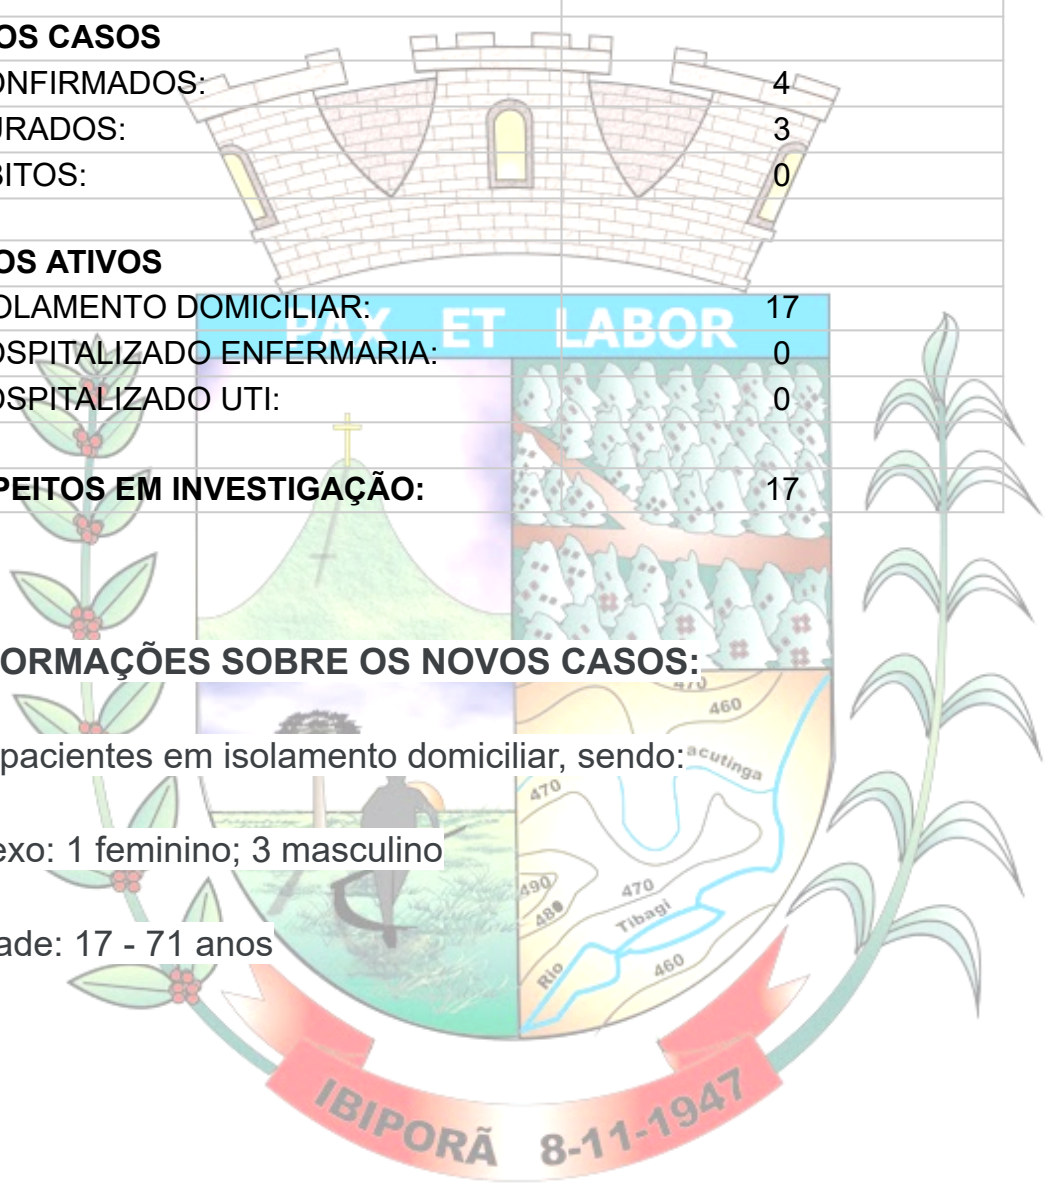 OS CASOS
ONFIRMADOS: 4
URADOS: 3
BITOS: 0
OS ATIVOS
OLAMENTO DOMICILIAR: 17
PAX ET LABOR
OSPITALIZADO ENFERMARIA: 0
OSPITALIZADO UTI: 0
PEITOS EM INVESTIGAÇÃO: 17
ORMAÇÕES SOBRE OS NOVOS CASOS:
470
460
pacientes em isolamento domiciliar, sendo:
acutinga
470
exo: 1 feminino; 3 masculino
490
470
480
Tibagi
ade: 17 - 71 anos
Rio
460
IBIPORÃ 8-11-1947